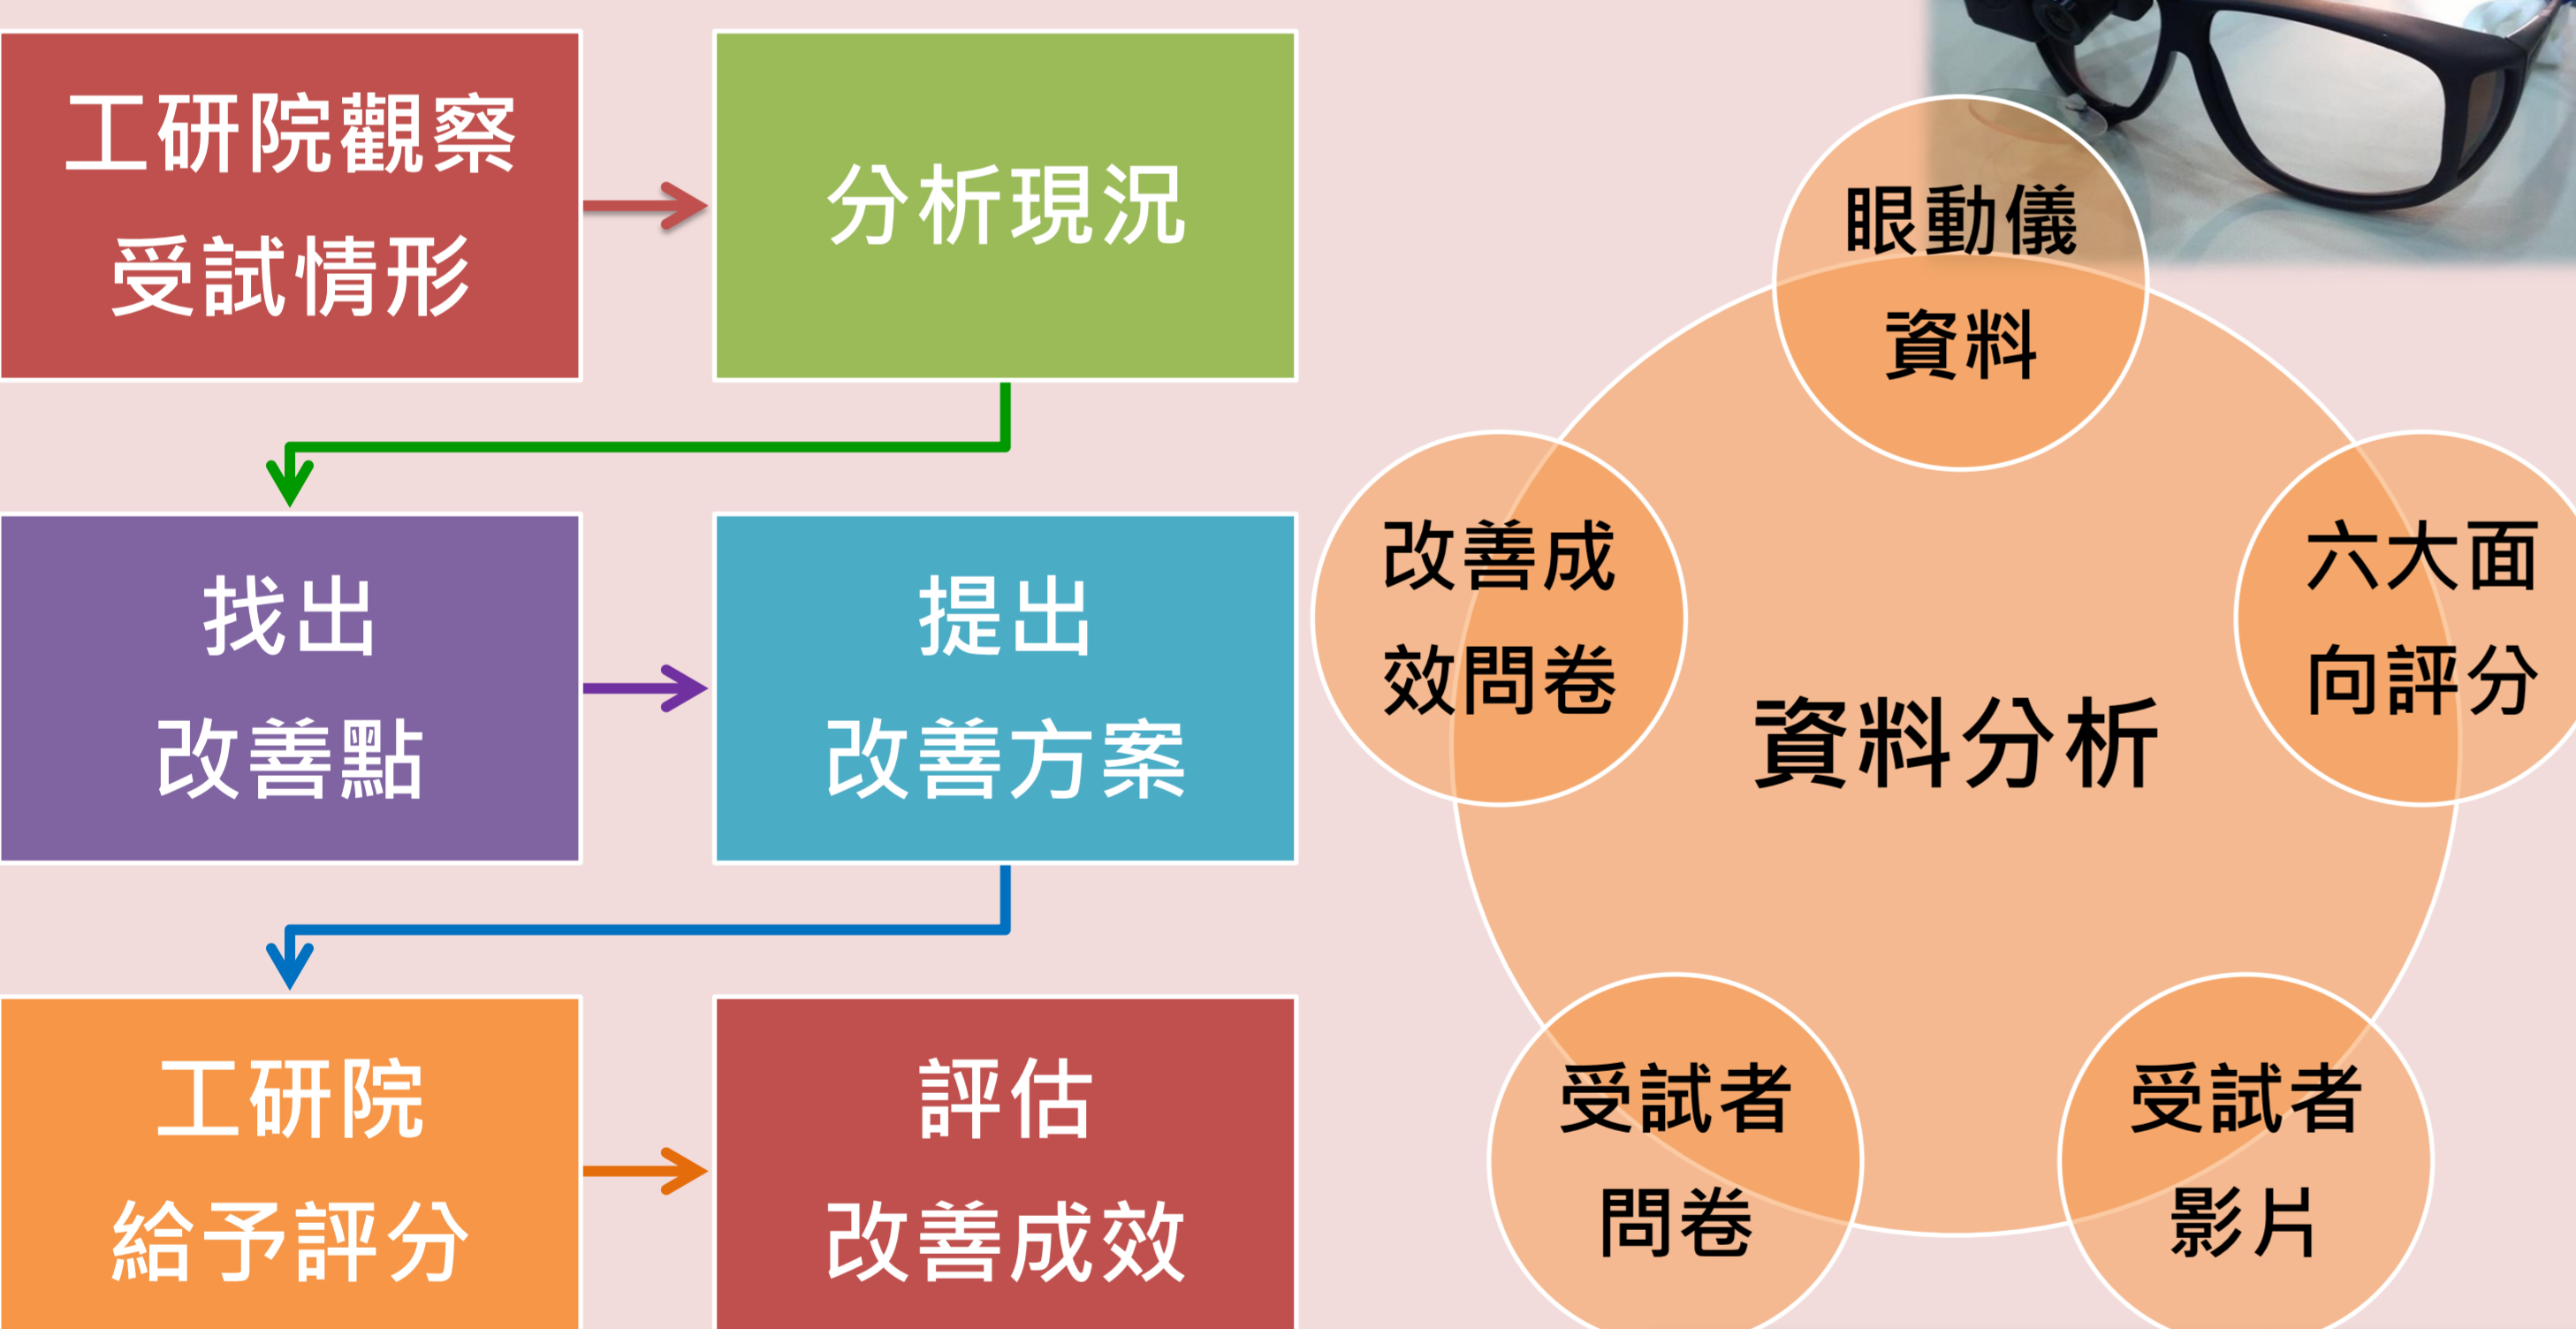 工研院觀察
受試情形
分析現況
找出
改善點
提出
改善方案
工研院
給予評分
評估
改善成效
眼動儀
資料
改善成
效問卷
六大面
向評分
資料分析
受試者
問卷
受試者
影片